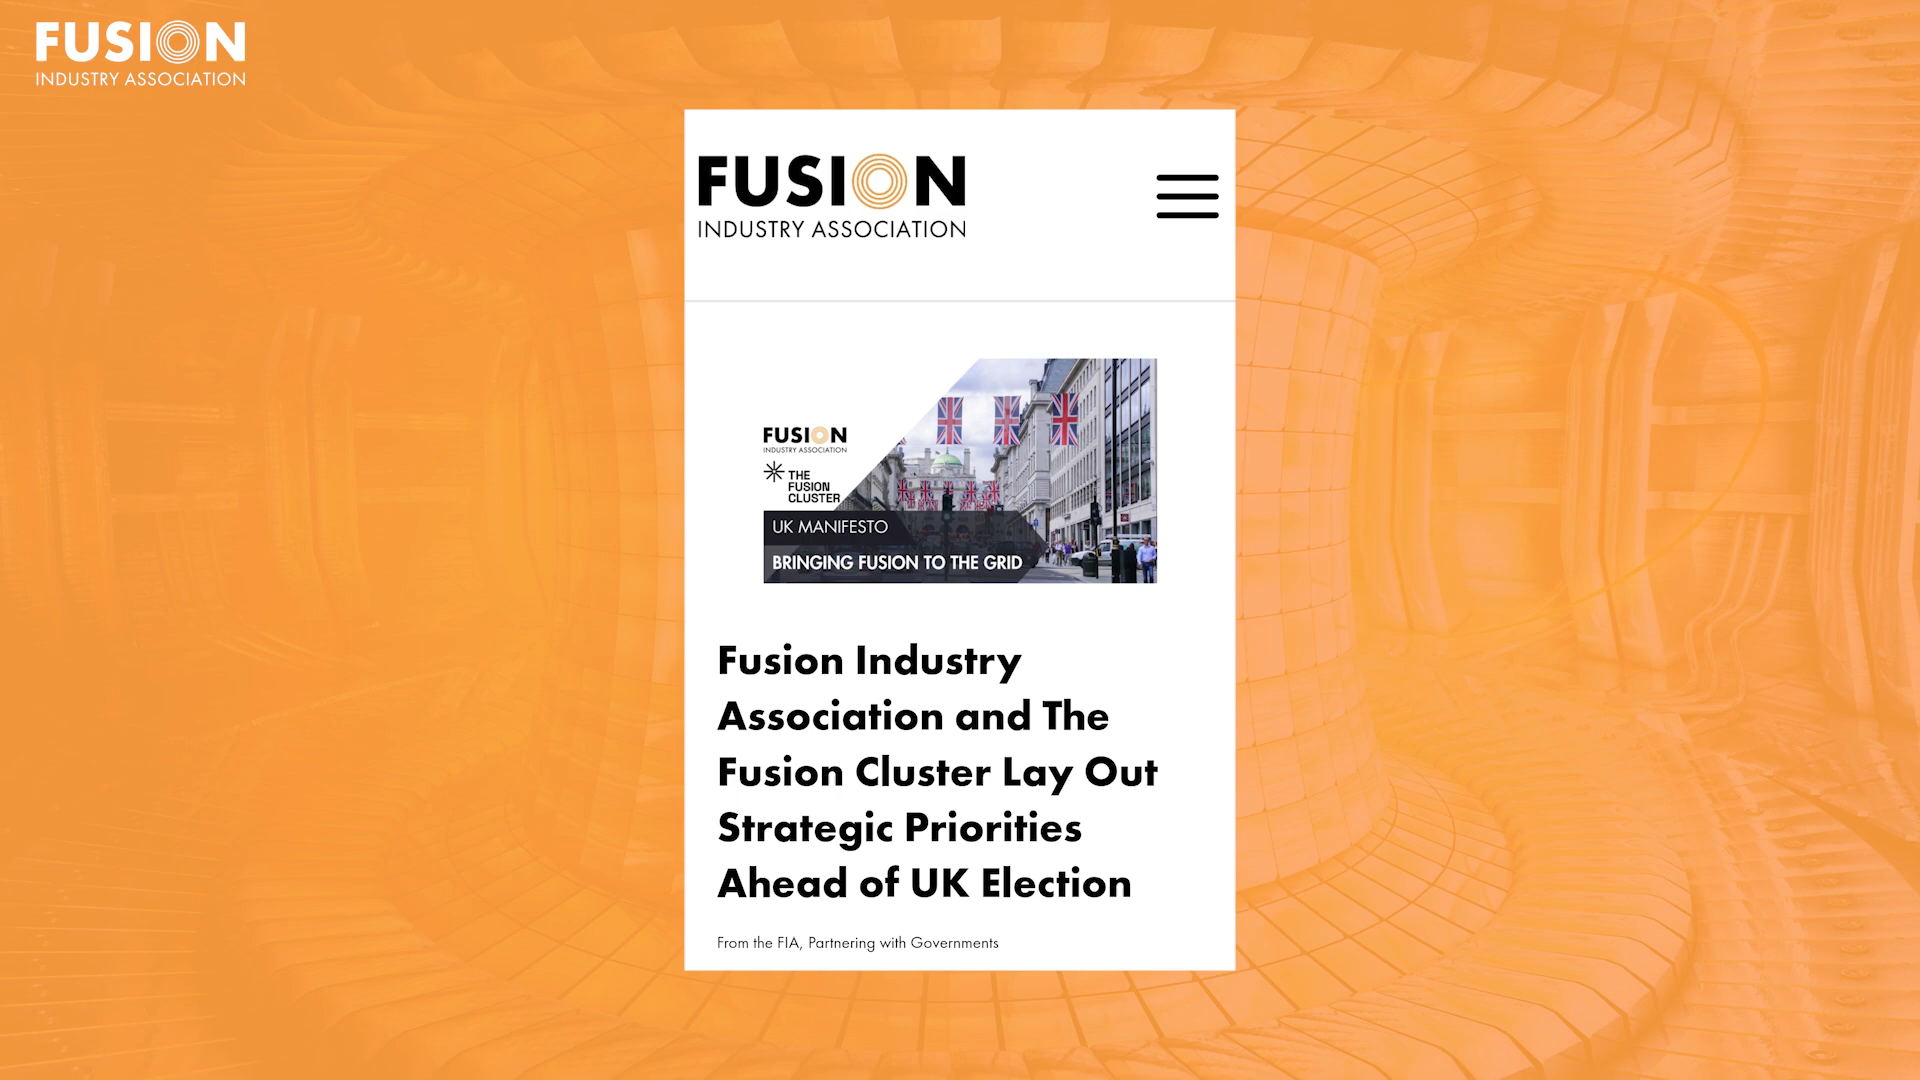 FUSION
INDUSTRY ASSOCIATION
FUSION
INDUSTRY ASSOCIATION
FUSION
INDUSTRY ASSOCIATION
THE
FUSION
CLUSTER
UK MANIFESTO
BRINGING FUSION TO THE GRID
Fusion Industry
Association and The
Fusion Cluster Lay Out
Strategic Priorities
Ahead of UK Election
From the FIA, Partnering with Governments